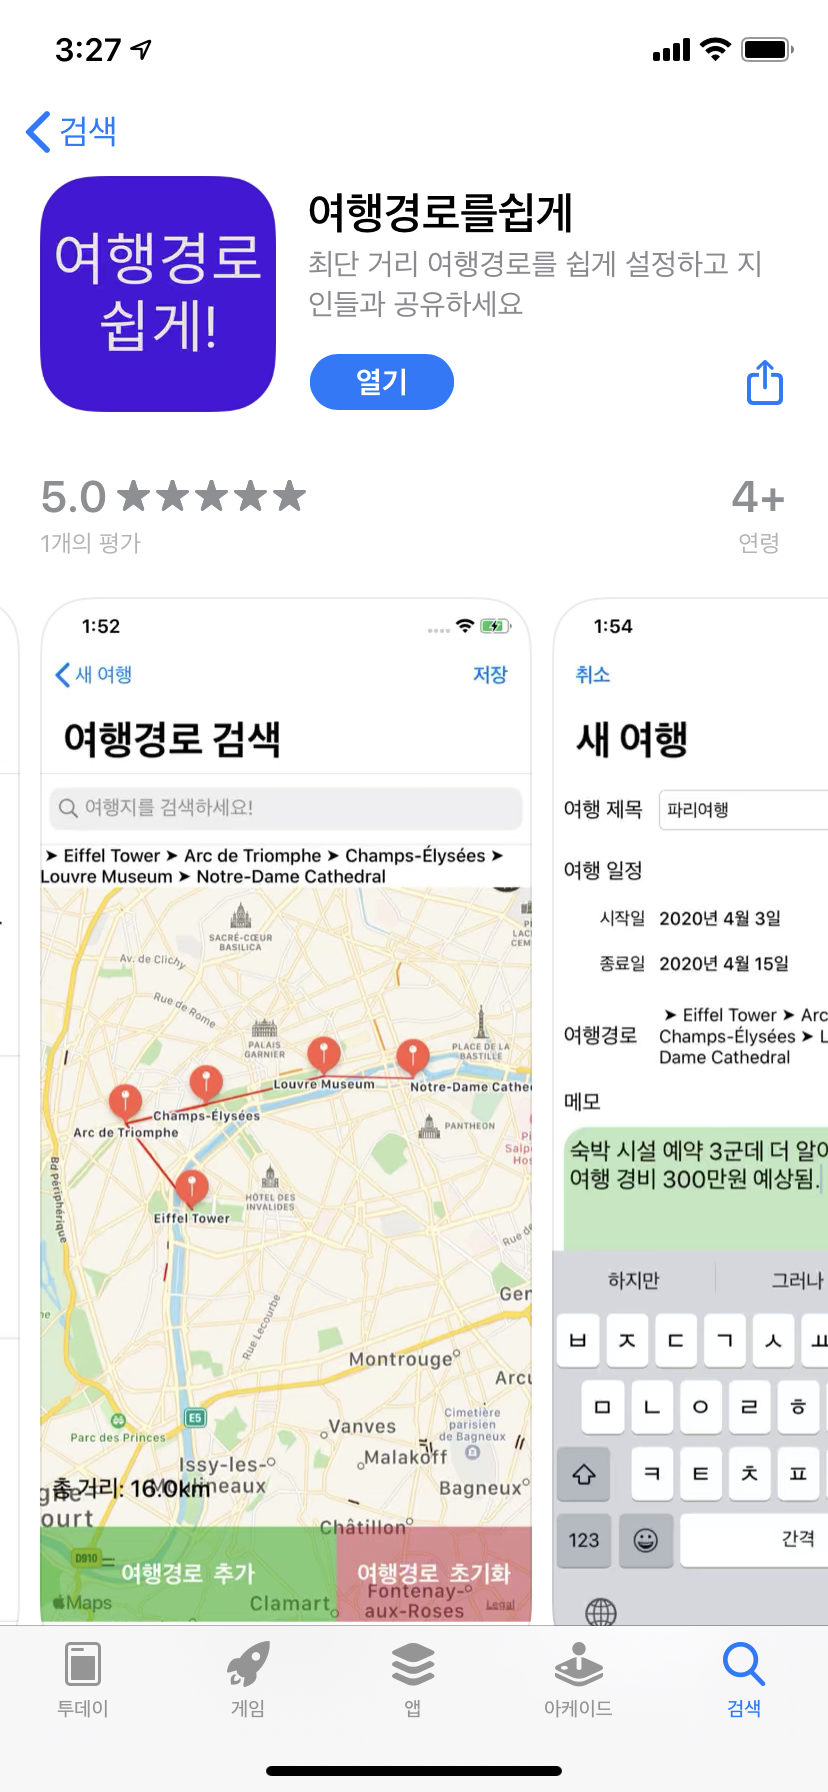 3:27
검색
여행경로
쉽게!
여행경로를쉽게
최단 거리 여행경로를 쉽게 설정하고 지
인들과 공유하세요
열기
5.0 ★★★★★
4+
1개의 평가
연령
1:52
새 여행
저장
여행경로 검색
여행지를 검색하세요!
➤ Eiffel Tower ➤ Arc de Triomphe ➤ Champs-Élysées ➤
Louvre Museum ➤ Notre-Dame Cathedral
SACRÉ-CŒUR
BASILICA
Av. de Clichy
Rue de Rome
PALAIS
GARNIER
PLACE DE LA
BASTILLE
Louvre Museum
Notre-Dame Cathe
Champs-Élysées
Arc de Triomphe
PANTHEON
Eiffel Tower
HÔTEL DES
INVALIDES
Bd Périphérique
Rue Lecourbe
Montrouge
E5
Parc des Princes
Vanves
Cimetière
parisien
de Bagneux
Malakoff
Issy-les-
Moulineaux
Bagneux
총 거리: 16.0km
Châtillon
D910
여행경로 추가
여행경로 초기화
Maps
Clamart
Fontenay-
aux-Roses
Legal
1:54
취소
새 여행
여행 제목
파리여행
여행 일정
시작일 2020년 4월 3일
종료일 2020년 4월 15일
여행경로
➤ Eiffel Tower ➤ Arc
Champs-Élysées ➤ L
Dame Cathedral
메모
숙박 시설 예약 3군데 더 알아
여행 경비 300만원 예상됨.
하지만
그러나
ㅂ ㅈ ㄷ ㄱ ㅅ ㅛ
ㅁ ㄴ ㅇ ㄹ ㅎ
ㅋ ㅌ ㅊ ㅍ
123
간격
투데이
게임
앱
아케이드
검색